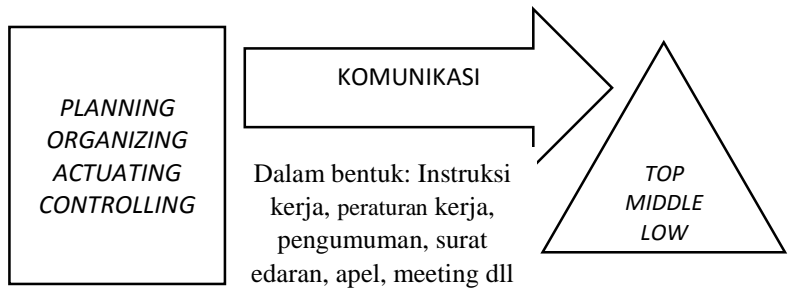 PLANNING
ORGANIZING
ACTUATING
CONTROLLING
KOMUNIKASI
Dalam bentuk: Instruksi
kerja, peraturan kerja,
pengumuman, surat
edaran, apel, meeting dll
TOP
MIDDLE
LOW